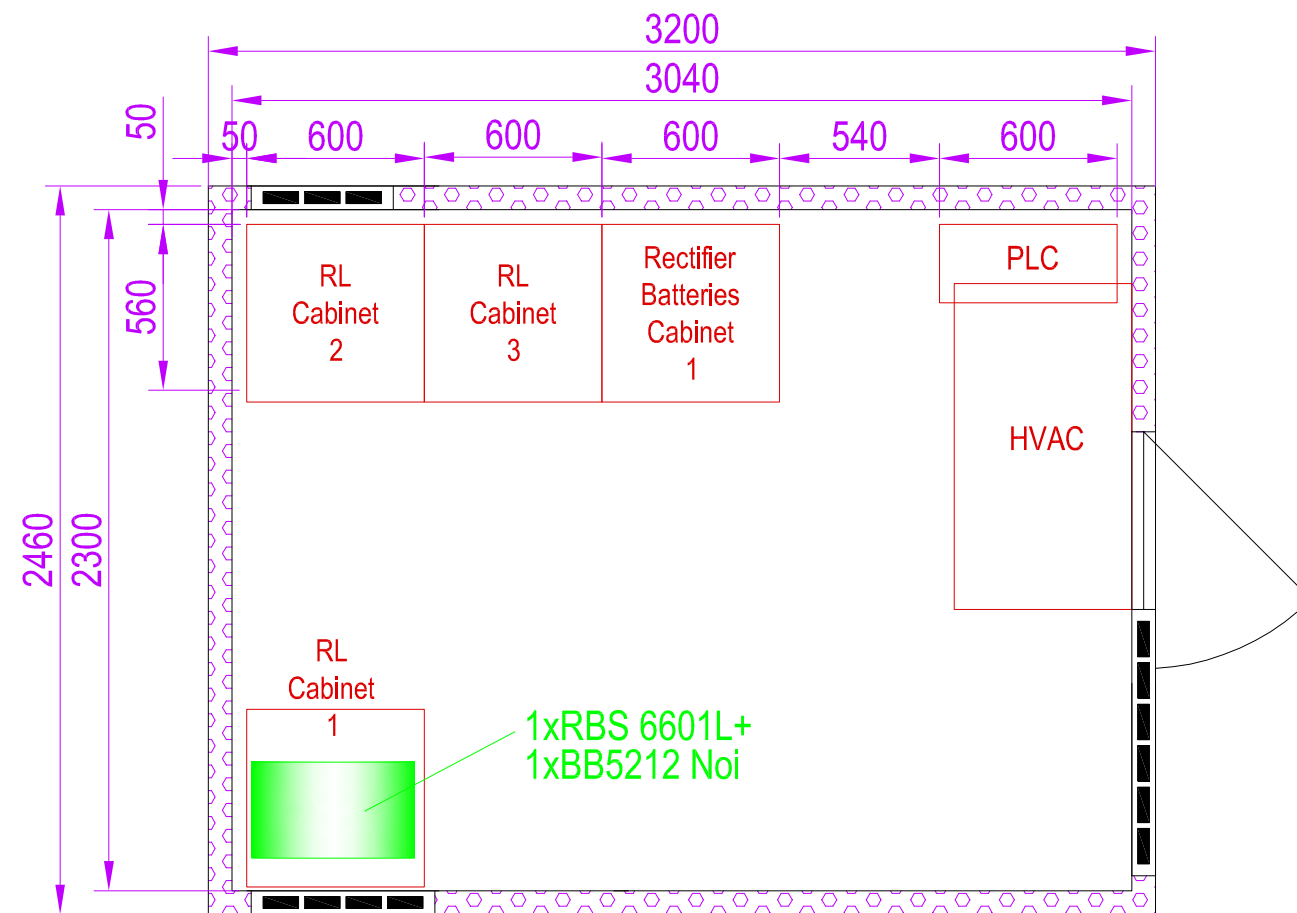 3200
3040
50
50
600
600
600
540
600
RL
Cabinet
2
RL
Cabinet
3
Rectifier
Batteries
Cabinet
1
PLC
560
HVAC
2460
2300
RL
Cabinet
1
1xRBS 6601L+
1xBB5212 Noi